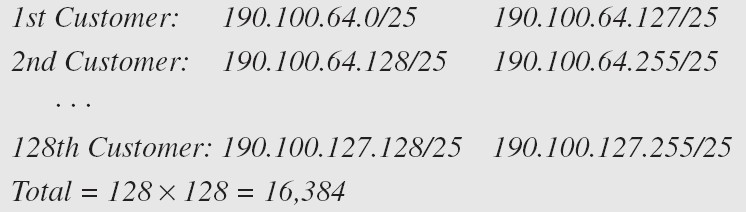 1st Customer: 190.100.64.0/25 190.100.64.127/25
2nd Customer: 190.100.64.128/25 190.100.64.255/25
. . .
128th Customer: 190.100.127.128/25 190.100.127.255/25
Total = 128 × 128 = 16,384